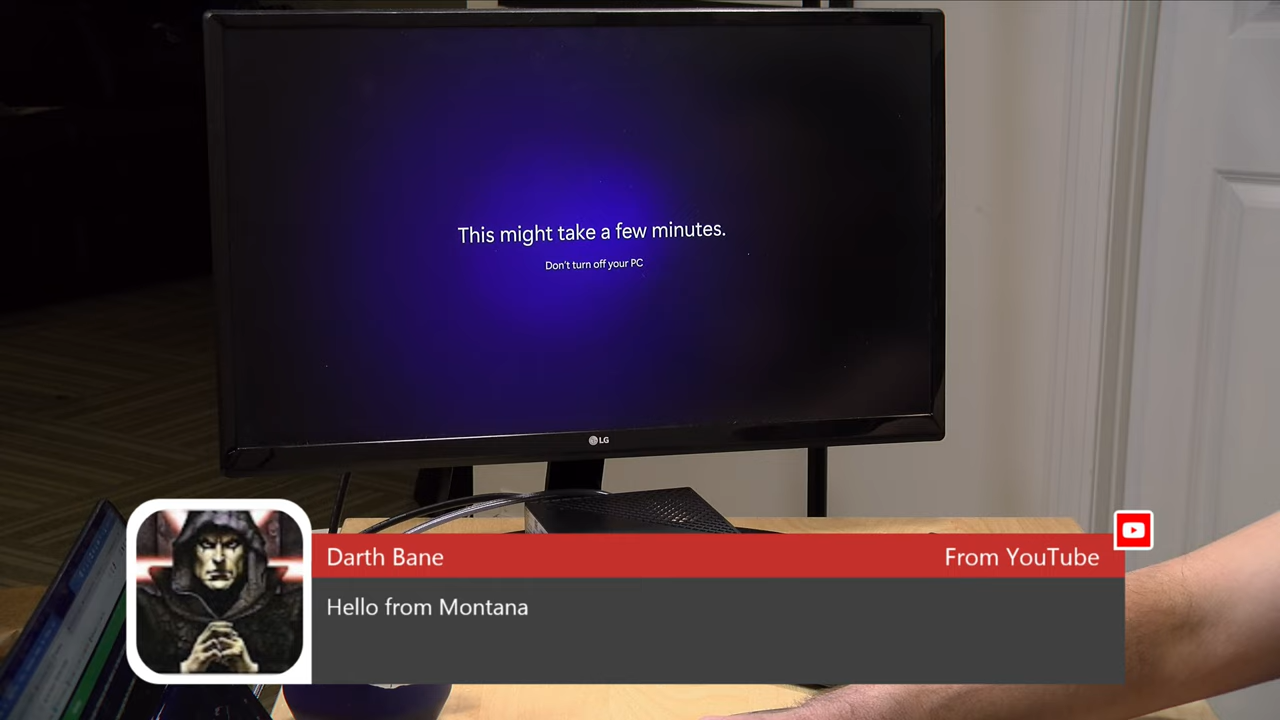 This might take a few minutes.
Don't turn off your PC
LG
Darth Bane
From YouTube
Hello from Montana